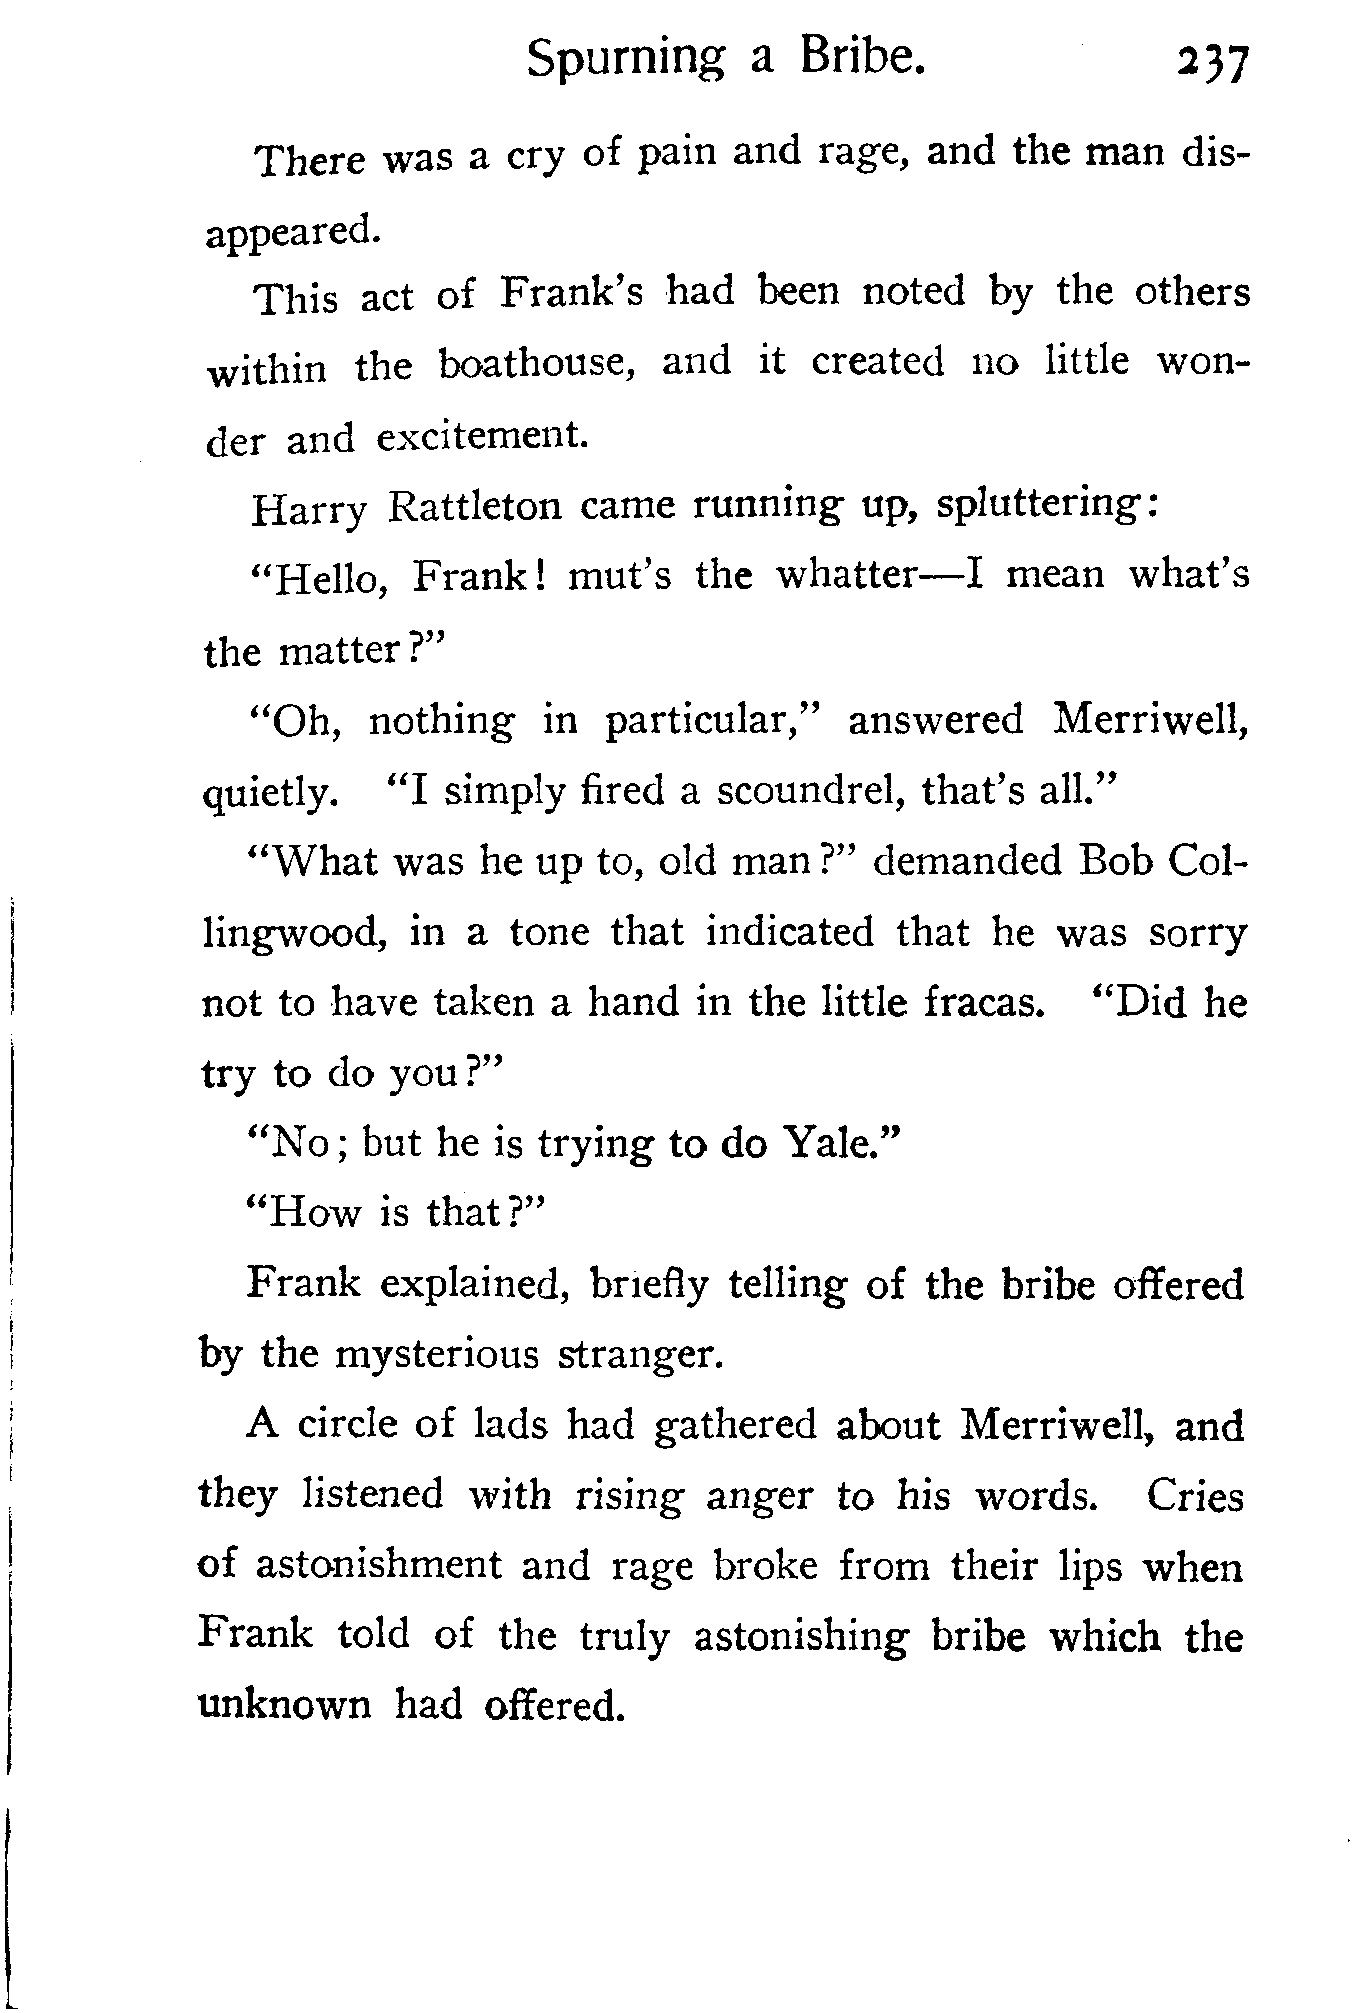 Spurning a Bribe. 237
There was a cry of pain and rage, and the man dis-
appeared.
This act of Frank's had been noted by the others
within the boathouse, and it created no little won-
der and excitement.
Harry Rattleton came running up, spluttering:
"Hello, Frank! mut's the whatter—I mean what's
the matter?"
"Oh, nothing in particular," answered Merriwell,
quietly. "I simply fired a scoundrel, that's all."
"What was he up to, old man?" demanded Bob Col-
lingwood, in a tone that indicated that he was sorry
not to have taken a hand in the little fracas. "Did he
try to do you?"
"No; but he is trying to do Yale."
"How is that?"
Frank explained, briefly telling of the bribe offered
by the mysterious stranger.
A circle of lads had gathered about Merriwell, and
they listened with rising anger to his words. Cries
of astonishment and rage broke from their lips when
Frank told of the truly astonishing bribe which the
unknown had offered.